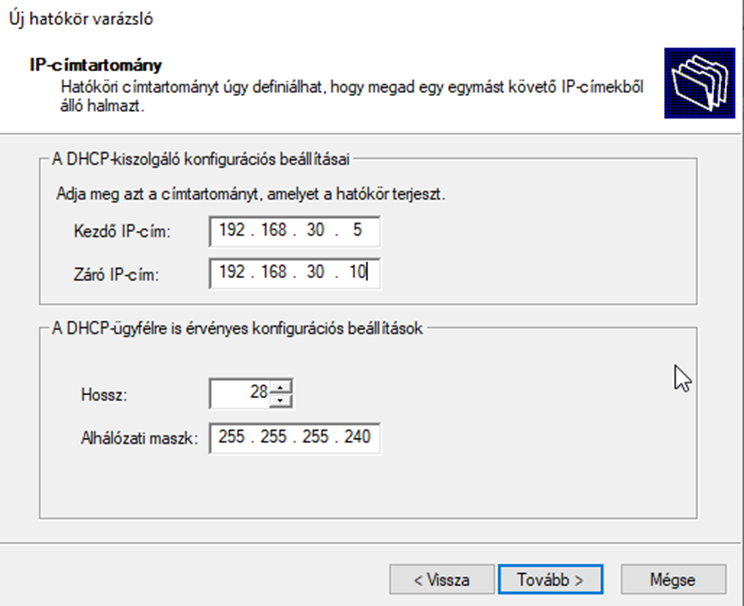 Új hatókör varázsló
IP-címtartomány
Hatóköri címtartományt úgy definiálhat, hogy megad egy egymást követő IP-címekből
álló halmazt.
A DHCP-kiszolgáló konfigurációs beállításai
Adja meg azt a címtartományt, amelyet a hatókör terjeszt.
Kezdő IP-cím: 192 . 168 . 30 . 5
Záró IP-cím: 192 . 168 . 30 . 10
A DHCP-ügyfélre is érvényes konfigurációs beállítások
Hossz: 28
Alhálózati maszk: 255 . 255 . 255 . 240
< Vissza Tovább > Mégse